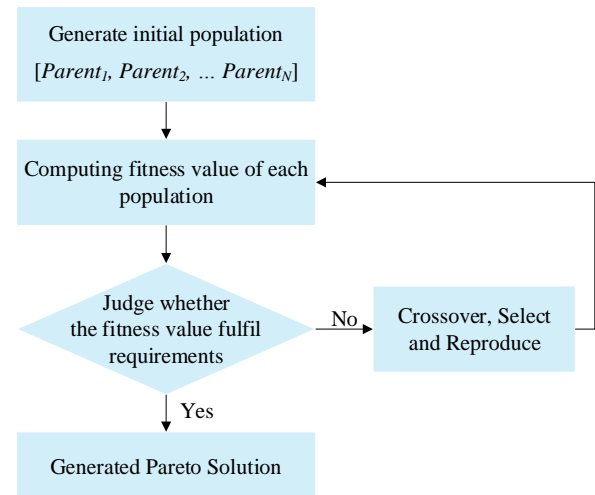 Generate initial population
[Parent₁, Parent₂, ... Parent_N]
Computing fitness value of each
population
Judge whether
the fitness value fulfil
requirements
No
Crossover, Select
and Reproduce
Yes
Generated Pareto Solution